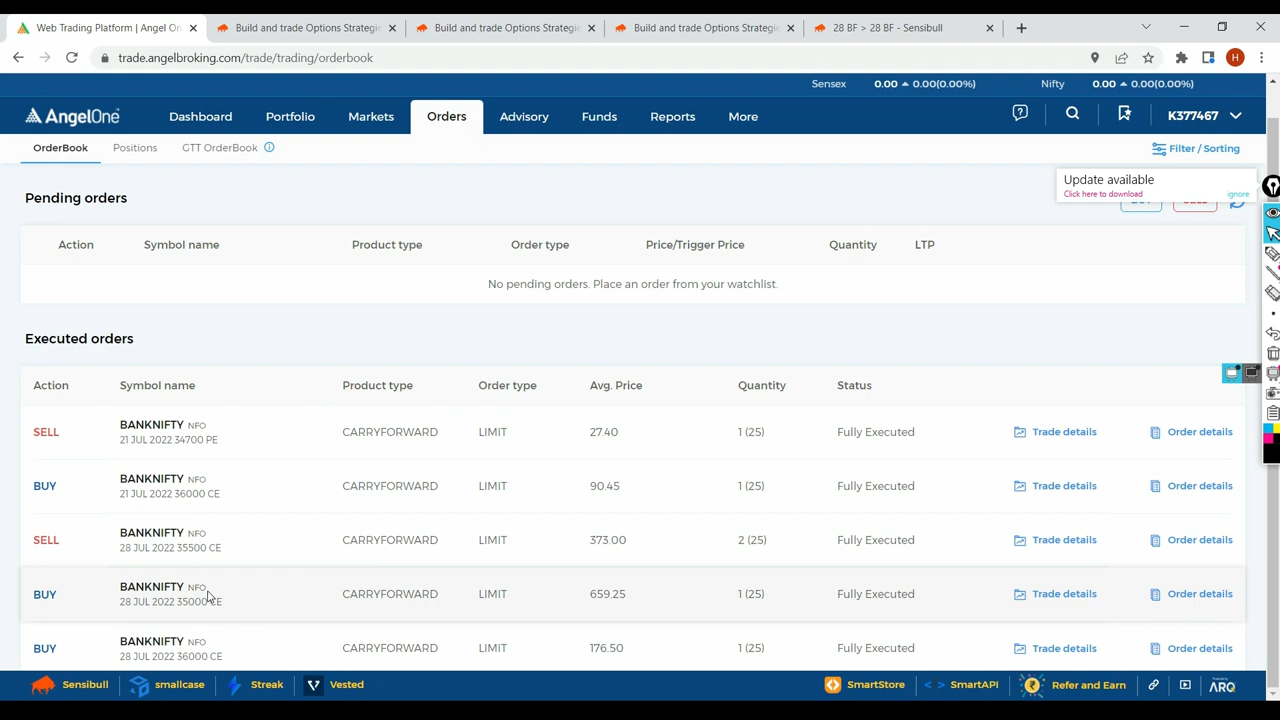 Web Trading Platform | Angel On
Build and trade Options Strategie
Build and trade Options Strategie
Build and trade Options Strategie
28 BF > 28 BF - Sensibull
trade.angelbroking.com/trade/trading/orderbook
H
Sensex 0.00 0.00(0.00%) Nifty 0.00 0.00(0.00%)
AngelOne Dashboard Portfolio Markets Orders Advisory Funds Reports More K377467
OrderBook Positions GTT OrderBook Filter / Sorting
Update available
Click here to download ignore
Pending orders
Action Symbol name Product type Order type Price/Trigger Price Quantity LTP
No pending orders. Place an order from your watchlist.
Executed orders
Action Symbol name Product type Order type Avg. Price Quantity Status
SELL BANKNIFTY NFO CARRYFORWARD LIMIT 27.40 1 (25) Fully Executed Trade details Order details
21 JUL 2022 34700 PE
BUY BANKNIFTY NFO CARRYFORWARD LIMIT 90.45 1 (25) Fully Executed Trade details Order details
21 JUL 2022 36000 CE
SELL BANKNIFTY NFO CARRYFORWARD LIMIT 373.00 2 (25) Fully Executed Trade details Order details
28 JUL 2022 35500 CE
BUY BANKNIFTY NFO CARRYFORWARD LIMIT 659.25 1 (25) Fully Executed Trade details Order details
28 JUL 2022 35000 CE
BUY BANKNIFTY NFO CARRYFORWARD LIMIT 176.50 1 (25) Fully Executed Trade details Order details
28 JUL 2022 36000 CE
Sensibull smallcase Streak Vested SmartStore SmartAPI Refer and Earn ARQ